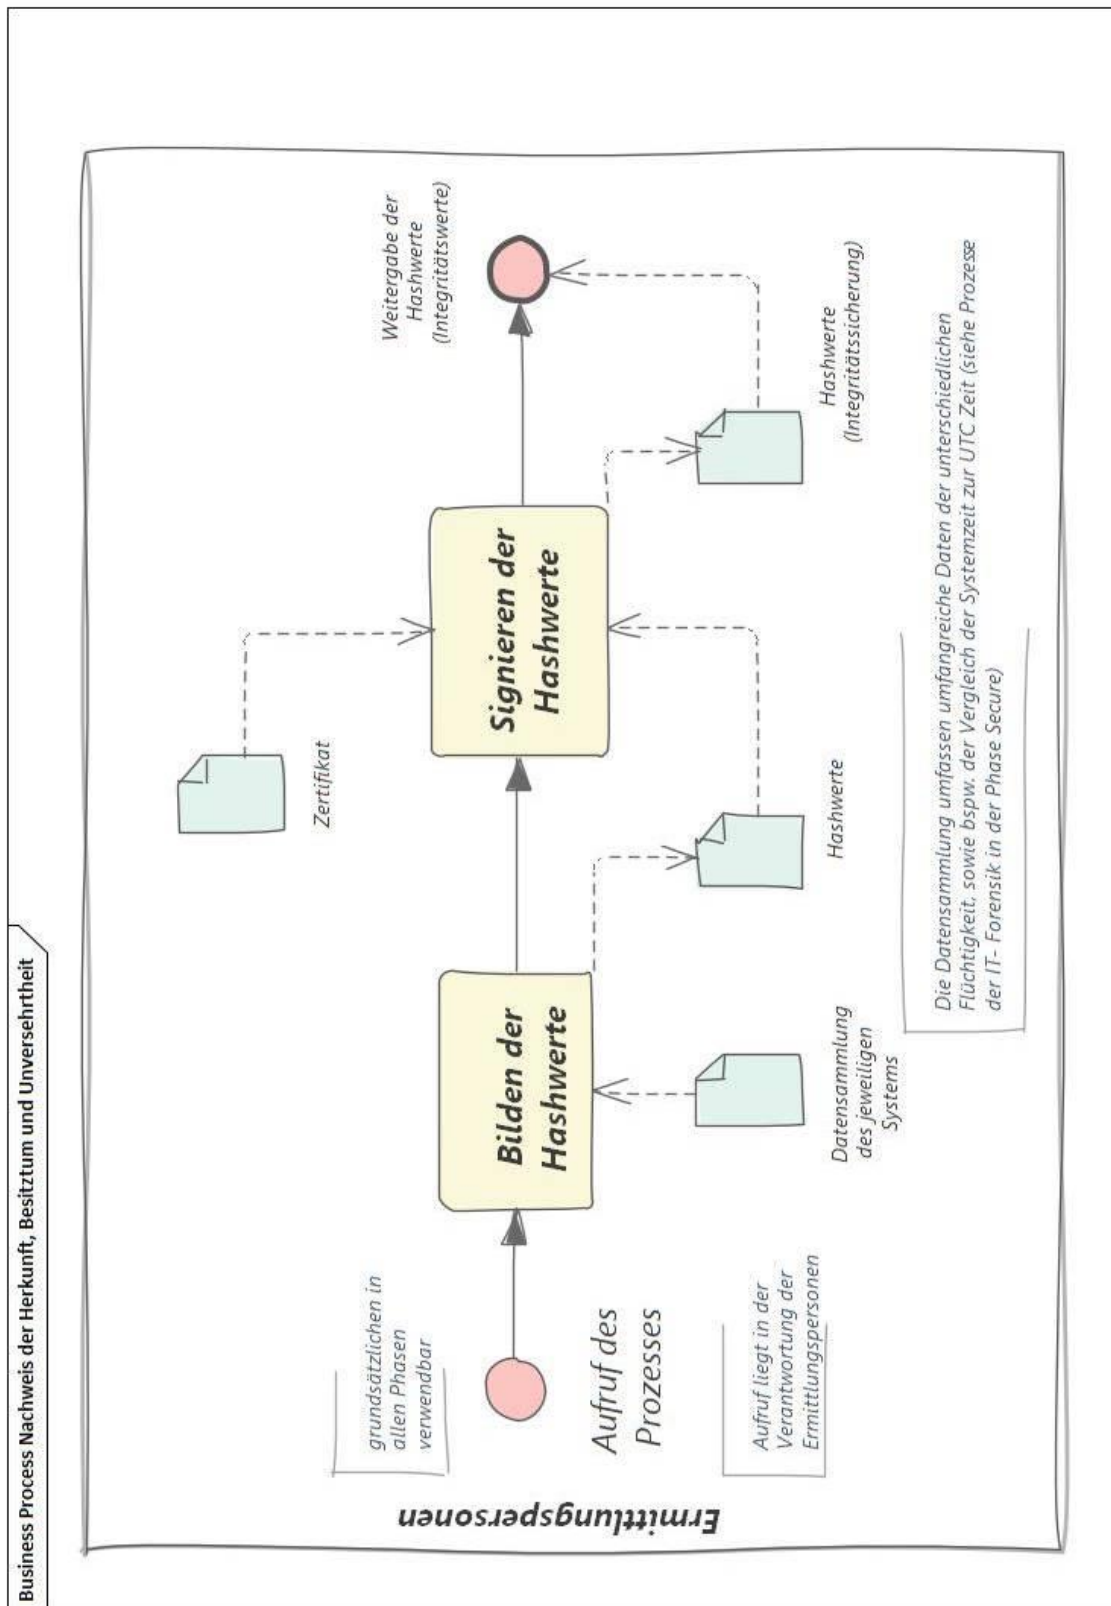 Business Process Nachweis der Herkunft, Besitztum und Unversehrtheit
Ermittlungspersonen
grundsätzlichen in
allen Phasen
verwendbar
Aufruf des
Prozesses
Aufruf liegt in der
Verantwortung der
Ermittlungspersonen
Bilden der
Hashwerte
Datensammlung
des jeweiligen
Systems
Hashwerte
Zertifikat
Signieren der
Hashwerte
Hashwerte
(Integritätssicherung)
Weitergabe der
Hashwerte
(Integritätswerte)
Die Datensammlung umfassen umfangreiche Daten der unterschiedlichen
Flüchtigkeit, sowie bspw. der Vergleich der Systemzeit zur UTC Zeit (siehe Prozesse
der IT- Forensik in der Phase Secure)